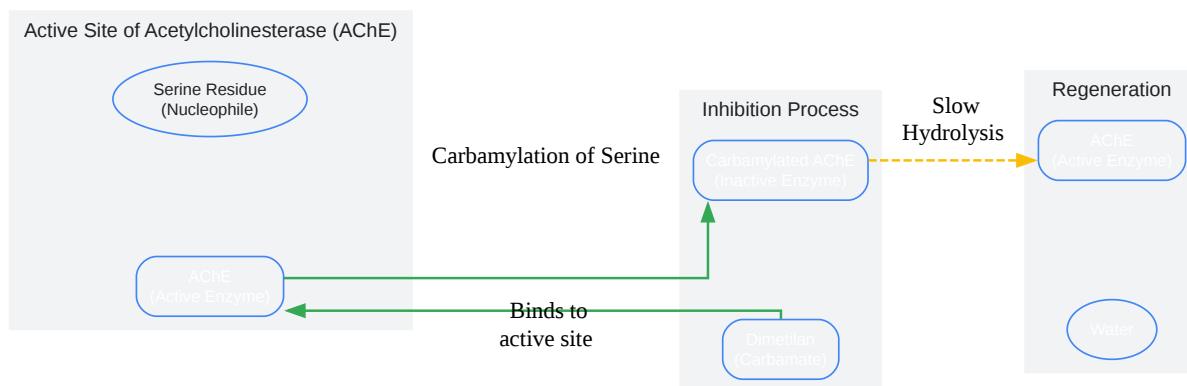 Active Site of Acetylcholinesterase (AChE)
Serine Residue
(Nucleophile)
AChE
(Active Enzyme)
Carbamylation of Serine
Binds to
active site
Inhibition Process
Carbamylated AChE
(Inactive Enzyme)
Dimetilan
(Carbamate)
Slow
Hydrolysis
Regeneration
AChE
(Active Enzyme)
Water